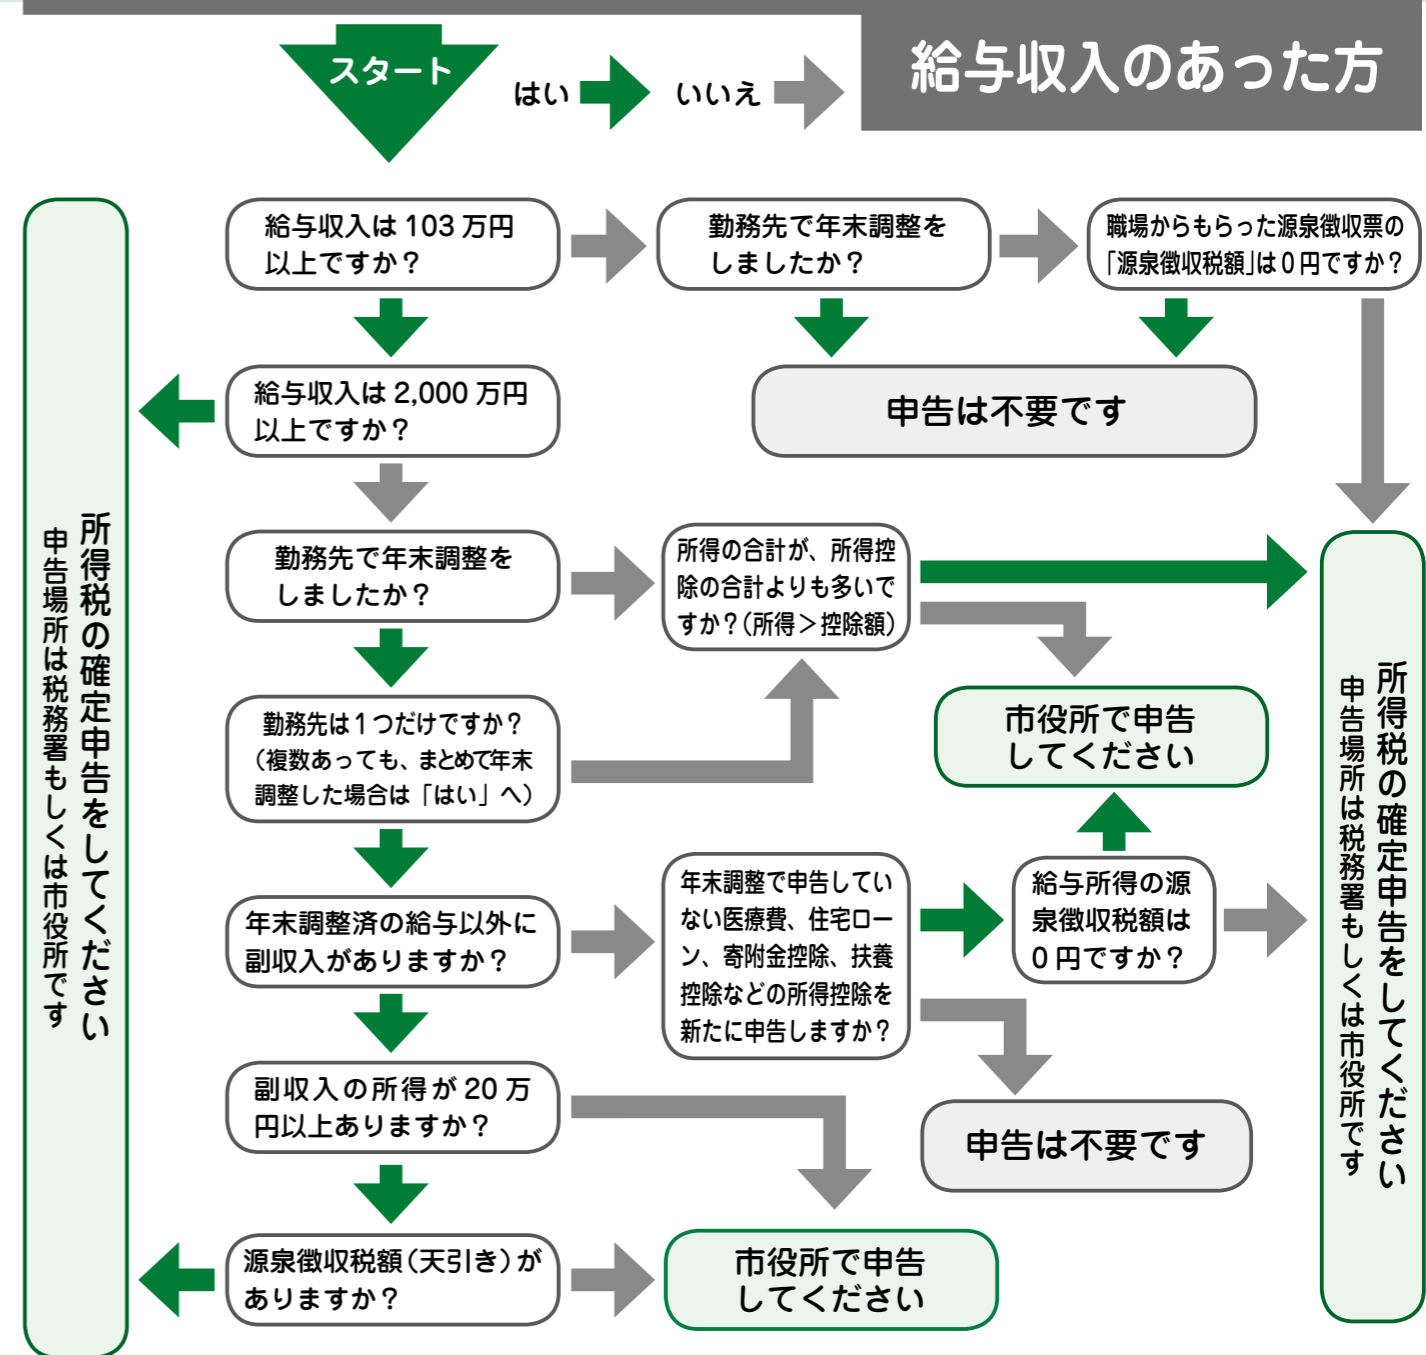 給与収入のあった方
スタート
はい
いいえ
給与収入は103万円
以上ですか？
勤務先で年末調整を
しましたか？
職場からもらった源泉徴収票の
「源泉徴収税額」は0円ですか？
給与収入は2,000万円
以上ですか？
申告は不要です
勤務先で年末調整を
しましたか？
所得の合計が、所得控
除の合計よりも多いで
すか？（所得＞控除額）
勤務先は1つだけですか？
（複数あっても、まとめて年末
調整した場合は「はい」へ）
市役所で申告
してください
年末調整済の給与以外に
副収入がありますか？
年末調整で申告してい
ない医療費、住宅ロー
ン、寄附金控除、扶養
控除などの所得控除を
新たに申告しますか？
給与所得の源
泉徴収税額は
0円ですか？
副収入の所得が20万
円以上ありますか？
申告は不要です
源泉徴収税額（天引き）が
ありますか？
市役所で申告
してください
所得税の確定申告をしてください
申告場所は税務署もしくは市役所です
所得税の確定申告をしてください
申告場所は税務署もしくは市役所です